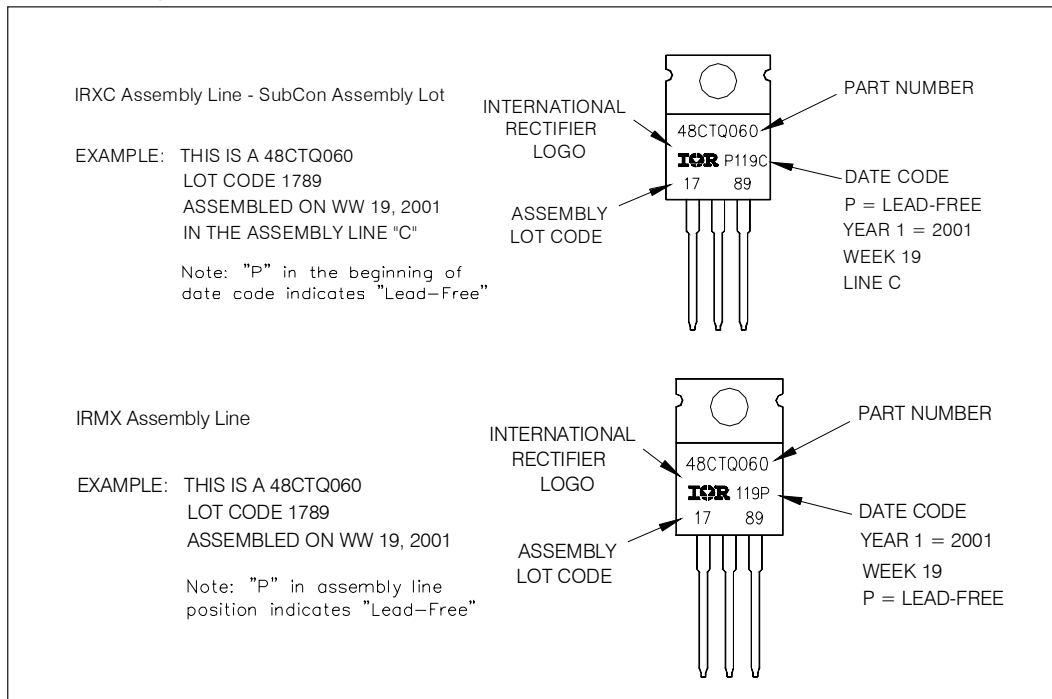 IRXC Assembly Line - SubCon Assembly Lot
EXAMPLE: THIS IS A 48CTQ060
LOT CODE 1789
ASSEMBLED ON WW 19, 2001
IN THE ASSEMBLY LINE "C"
Note: "P" in the beginning of
date code indicates "Lead-Free"
INTERNATIONAL
RECTIFIER
LOGO
ASSEMBLY
LOT CODE
48CTQ060
IOR P119C
17 89
PART NUMBER
DATE CODE
P = LEAD-FREE
YEAR 1 = 2001
WEEK 19
LINE C
IRMX Assembly Line
EXAMPLE: THIS IS A 48CTQ060
LOT CODE 1789
ASSEMBLED ON WW 19, 2001
Note: "P" in assembly line
position indicates "Lead-Free"
INTERNATIONAL
RECTIFIER
LOGO
ASSEMBLY
LOT CODE
48CTQ060
IOR 119P
17 89
PART NUMBER
DATE CODE
YEAR 1 = 2001
WEEK 19
P = LEAD-FREE